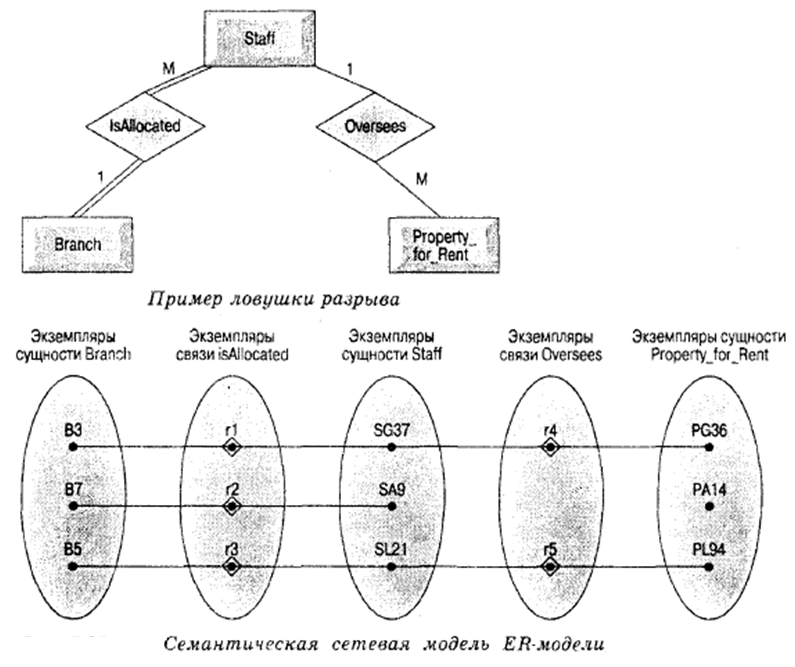 Staff
M
1
IsAllocated
Oversees
1
M
Branch
Property_
for_Rent
Пример ловушки разрыва
Экземпляры
сущности Branch
Экземпляры
связи isAllocated
Экземпляры
сущности Staff
Экземпляры
связи Oversees
Экземпляры сущности
Property_for_Rent
B3
r1
SG37
r4
PG36
B7
r2
SA9
PA14
B5
r3
SL21
r5
PL94
Семантическая сетевая модель ER-модели